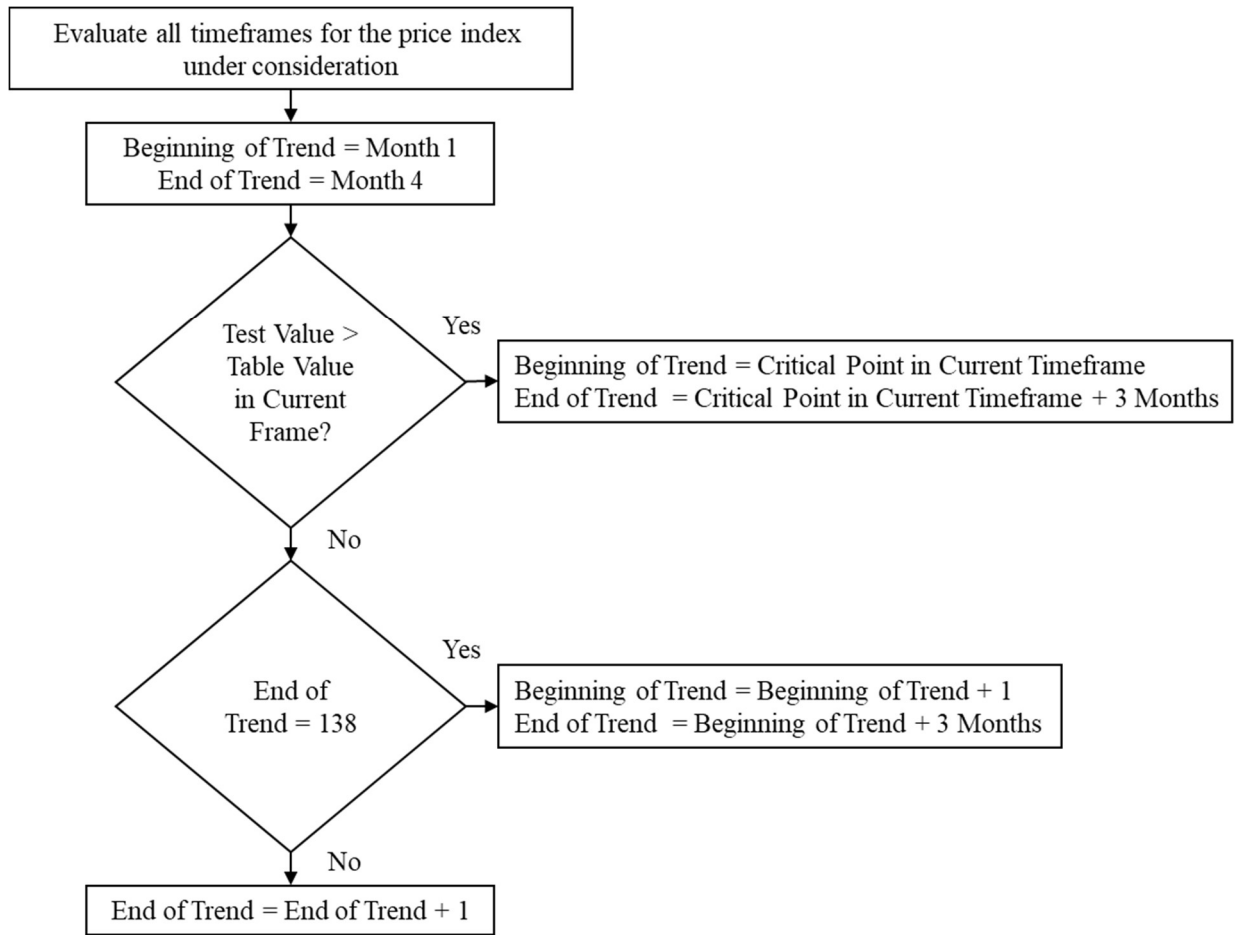 Evaluate all timeframes for the price index
under consideration
Beginning of Trend = Month 1
End of Trend = Month 4
Test Value >
Table Value
in Current
Frame?
Yes
Beginning of Trend = Critical Point in Current Timeframe
End of Trend = Critical Point in Current Timeframe + 3 Months
No
End of
Trend = 138
Yes
Beginning of Trend = Beginning of Trend + 1
End of Trend = Beginning of Trend + 3 Months
No
End of Trend = End of Trend + 1